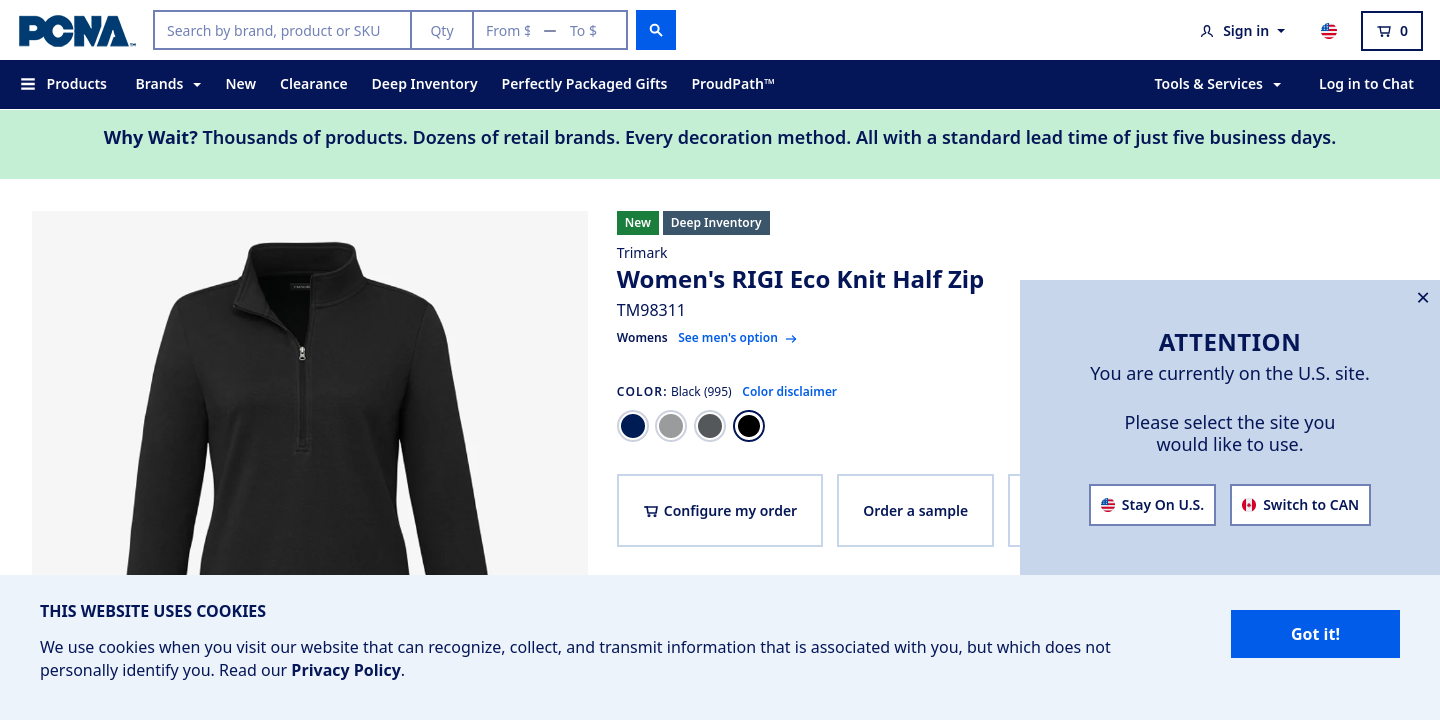 PCNA™
Search by brand, product or SKU
Qty
From $ — To $
Sign in
0
Products
Brands
New
Clearance
Deep Inventory
Perfectly Packaged Gifts
ProudPath™
Tools & Services
Log in to Chat
Why Wait? Thousands of products. Dozens of retail brands. Every decoration method. All with a standard lead time of just five business days.
New
Deep Inventory
Trimark
Women's RIGI Eco Knit Half Zip
TM98311
Womens See men's option →
COLOR: Black (995) Color disclaimer
Configure my order
Order a sample
ATTENTION
You are currently on the U.S. site.
Please select the site you
would like to use.
Stay On U.S.
Switch to CAN
THIS WEBSITE USES COOKIES
We use cookies when you visit our website that can recognize, collect, and transmit information that is associated with you, but which does not
personally identify you. Read our Privacy Policy.
Got it!